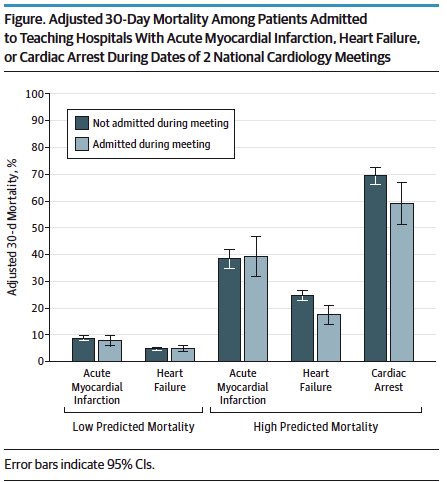 Figure. Adjusted 30-Day Mortality Among Patients Admitted
to Teaching Hospitals With Acute Myocardial Infarction, Heart Failure,
or Cardiac Arrest During Dates of 2 National Cardiology Meetings
Adjusted 30-d Mortality, %
100
90
80
70
60
50
40
30
20
10
0
Not admitted during meeting
Admitted during meeting
Acute
Myocardial
Infarction
Heart
Failure
Acute
Myocardial
Infarction
Heart
Failure
Cardiac
Arrest
Low Predicted Mortality
High Predicted Mortality
Error bars indicate 95% CIs.